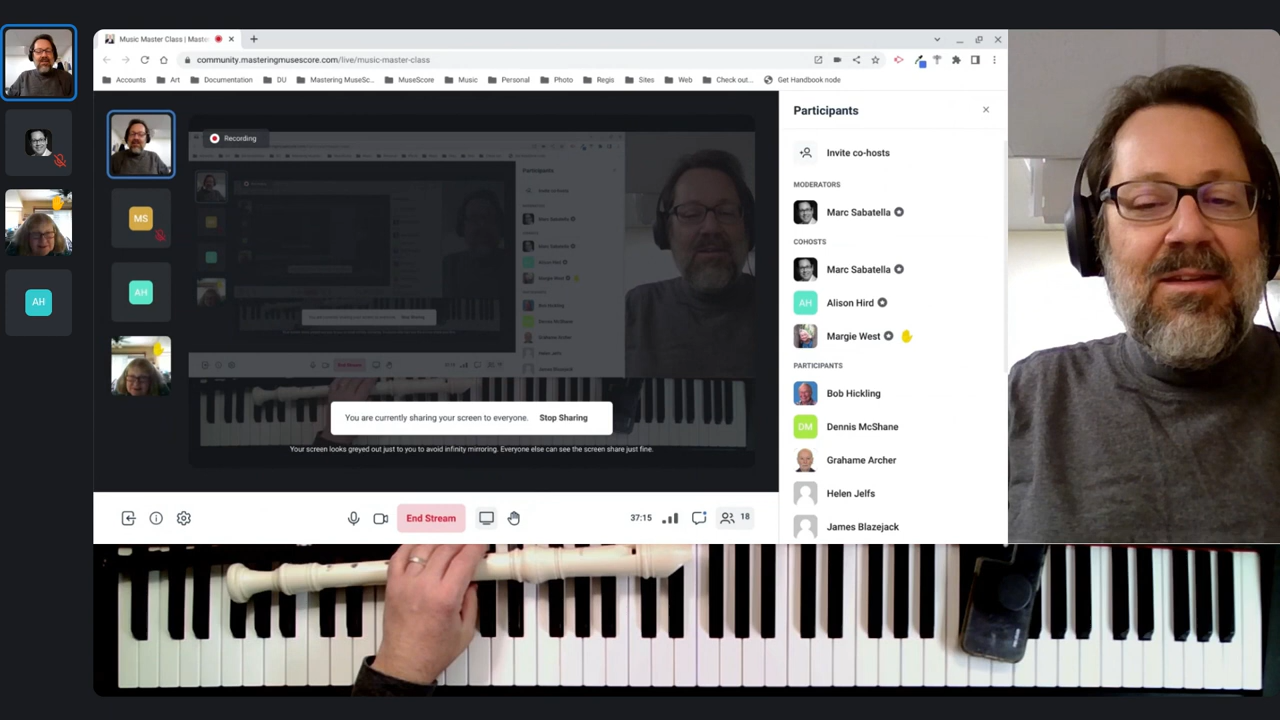 Music Master Class | Maste
community.masteringmusescore.com/live/music-master-class
Accounts
Art
Documentation
DU
Mastering MuseSc...
MuseScore
Music
Personal
Photo
Regis
Sites
Web
Check out...
Get Handbook node
Recording
MS
AH
AH
You are currently sharing your screen to everyone. Stop Sharing
Your screen looks greyed out just to you to avoid infinity mirroring. Everyone else can see the screen share just fine.
End Stream
37:15
18
Participants
Invite co-hosts
MODERATORS
Marc Sabatella
COHOSTS
Marc Sabatella
AH Alison Hird
Margie West
PARTICIPANTS
Bob Hickling
DM Dennis McShane
Grahame Archer
Helen Jelfs
James Blazejack